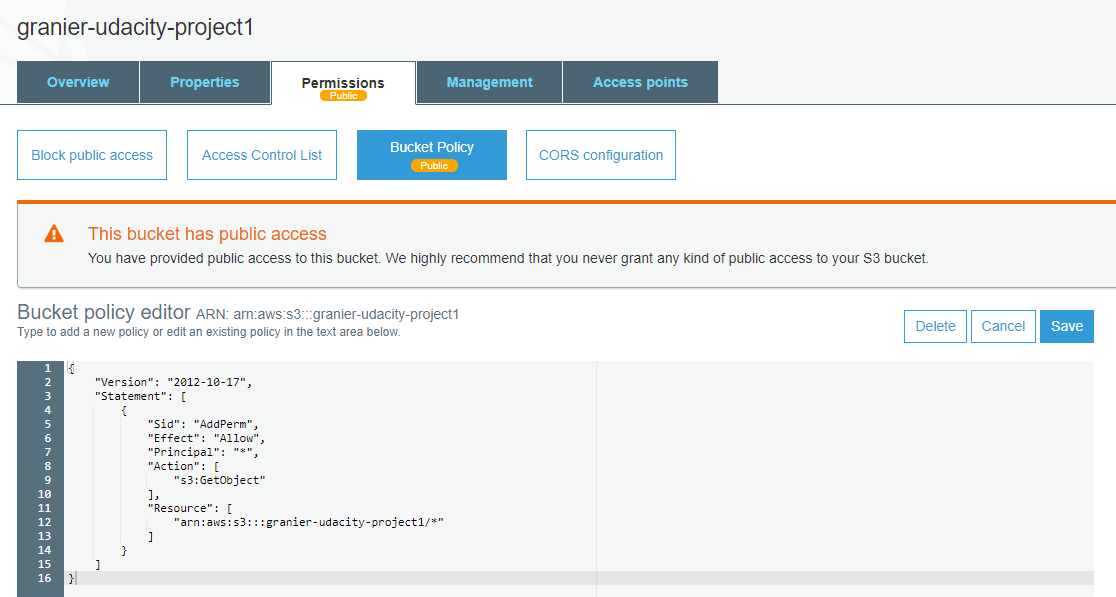 granier-udacity-project1
Overview Properties Permissions Management Access points
Public
Block public access Access Control List Bucket Policy CORS configuration
Public
This bucket has public access
You have provided public access to this bucket. We highly recommend that you never grant any kind of public access to your S3 bucket.
Bucket policy editor ARN: arn:aws:s3:::granier-udacity-project1
Type to add a new policy or edit an existing policy in the text area below.
Delete Cancel Save
1 {
2 "Version": "2012-10-17",
3 "Statement": [
4 {
5 "Sid": "AddPerm",
6 "Effect": "Allow",
7 "Principal": "*",
8 "Action": [
9 "s3:GetObject"
10 ],
11 "Resource": [
12 "arn:aws:s3:::granier-udacity-project1/*"
13 ]
14 }
15 ]
16 }